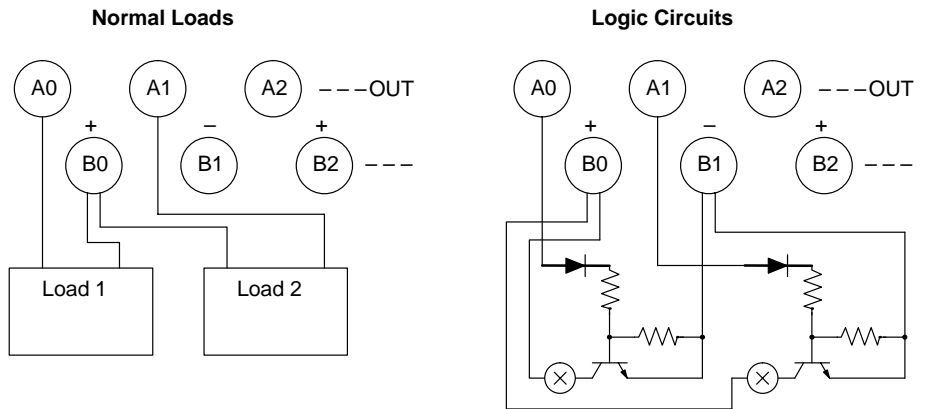 Normal Loads
Logic Circuits
A0 A1 A2 – – –OUT
+ – +
B0 B1 B2 – – –
Load 1 Load 2
A0 A1 A2 – – –OUT
+ – +
B0 B1 B2 – – –